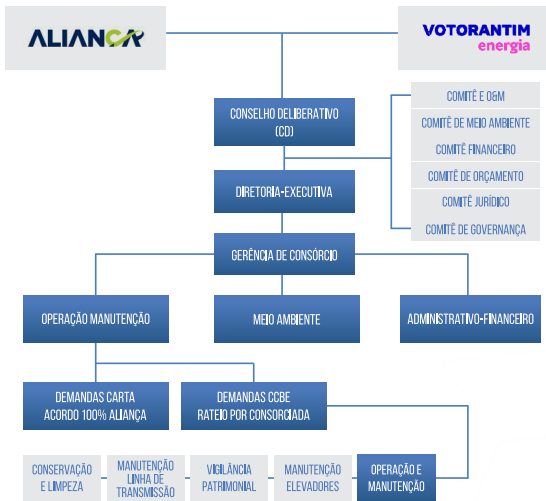 ALIANÇA
VOTORANTIM
energia
CONSELHO DELIBERATIVO
(CD)
COMITÊ E O&M
COMITÊ DE MEIO AMBIENTE
COMITÊ FINANCEIRO
COMITÊ DE ORÇAMENTO
COMITÊ JURÍDICO
COMITÊ DE GOVERNANÇA
DIRETORIA-EXECUTIVA
GERÊNCIA DE CONSÓRCIO
OPERAÇÃO MANUTENÇÃO
MEIO AMBIENTE
ADMINISTRATIVO-FINANCEIRO
DEMANDAS CARTA
ACORDO 100% ALIANÇA
DEMANDAS CCBE
RATEIO POR CONSORCIADA
CONSERVAÇÃO
E LIMPEZA
MANUTENÇÃO
LINHA DE
TRANSMISSÃO
VIGILÂNCIA
PATRIMONIAL
MANUTENÇÃO
ELEVADORES
OPERAÇÃO E
MANUTENÇÃO